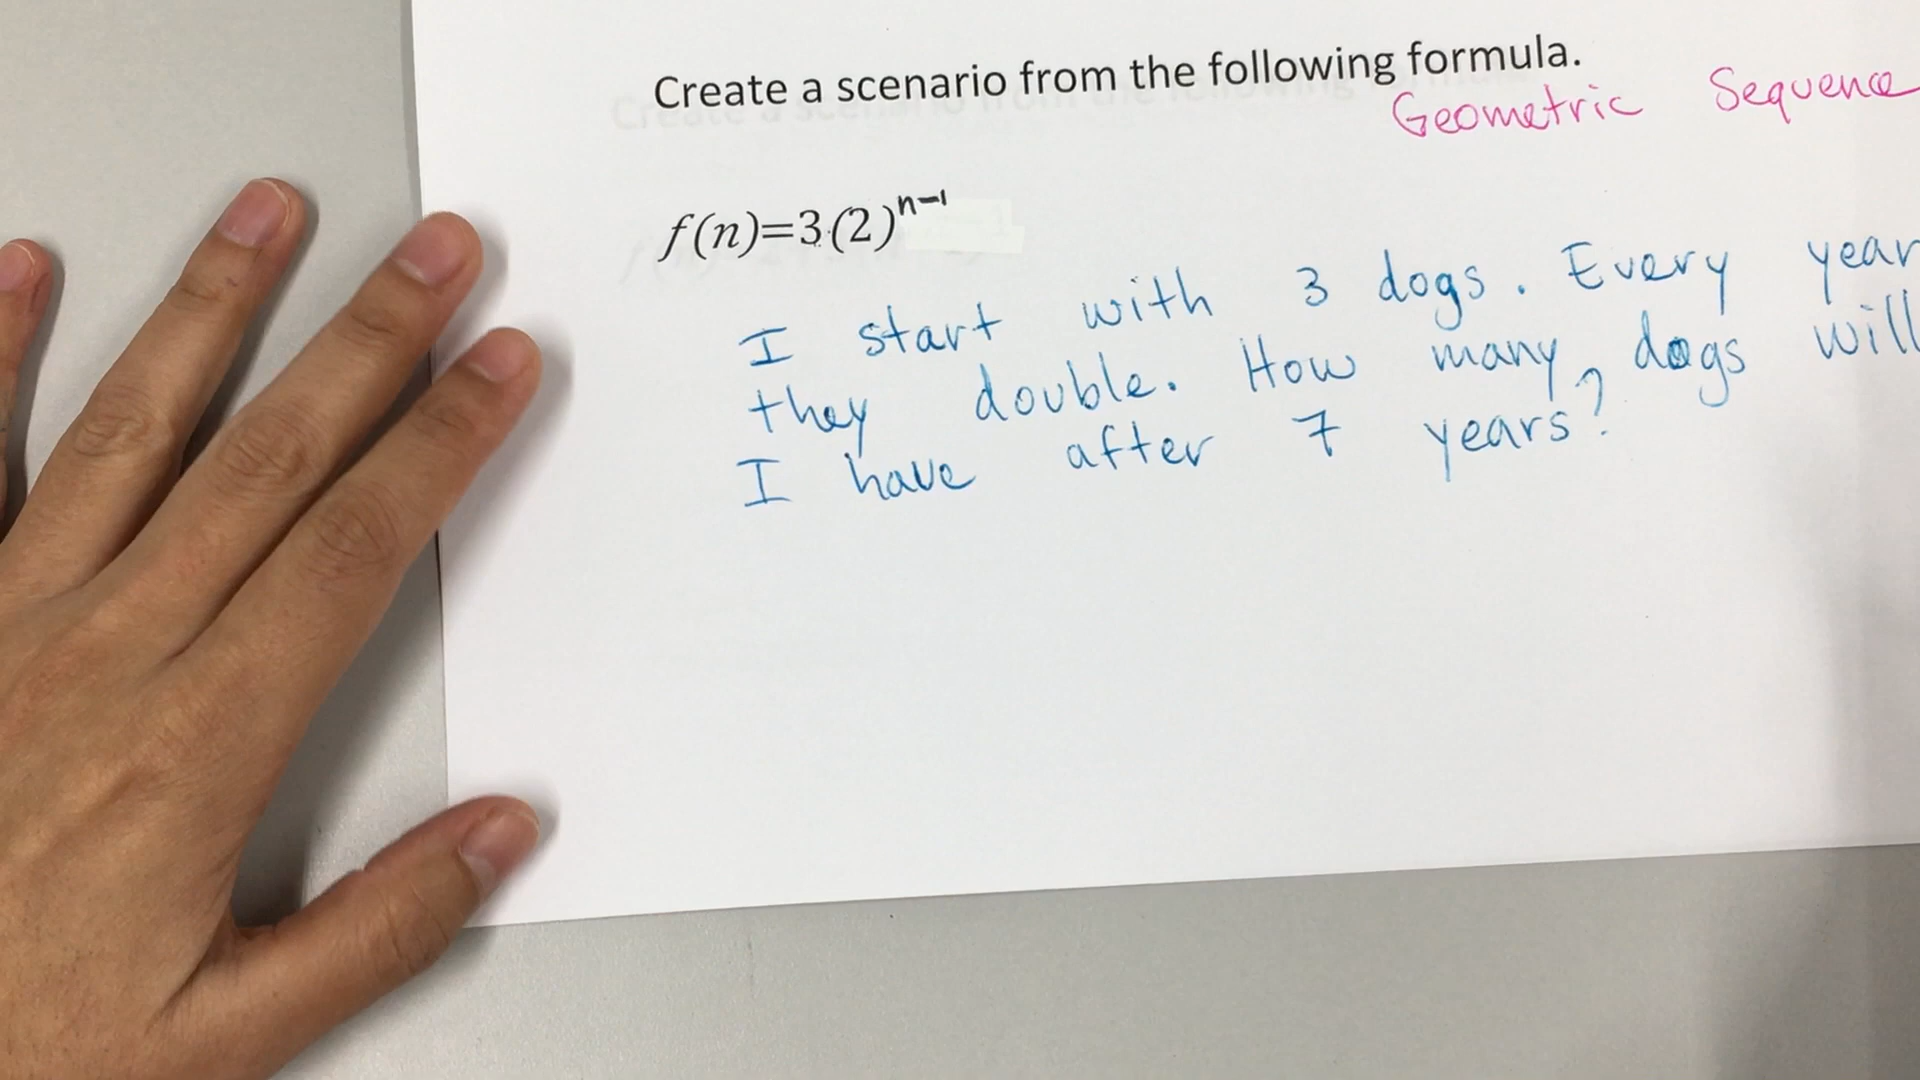 Create a scenario from the following formula.
Geometric Sequence
f(n)=3(2)^{n-1}
I start with 3 dogs. Every year
they double. How many dogs will
I have after 7 years?